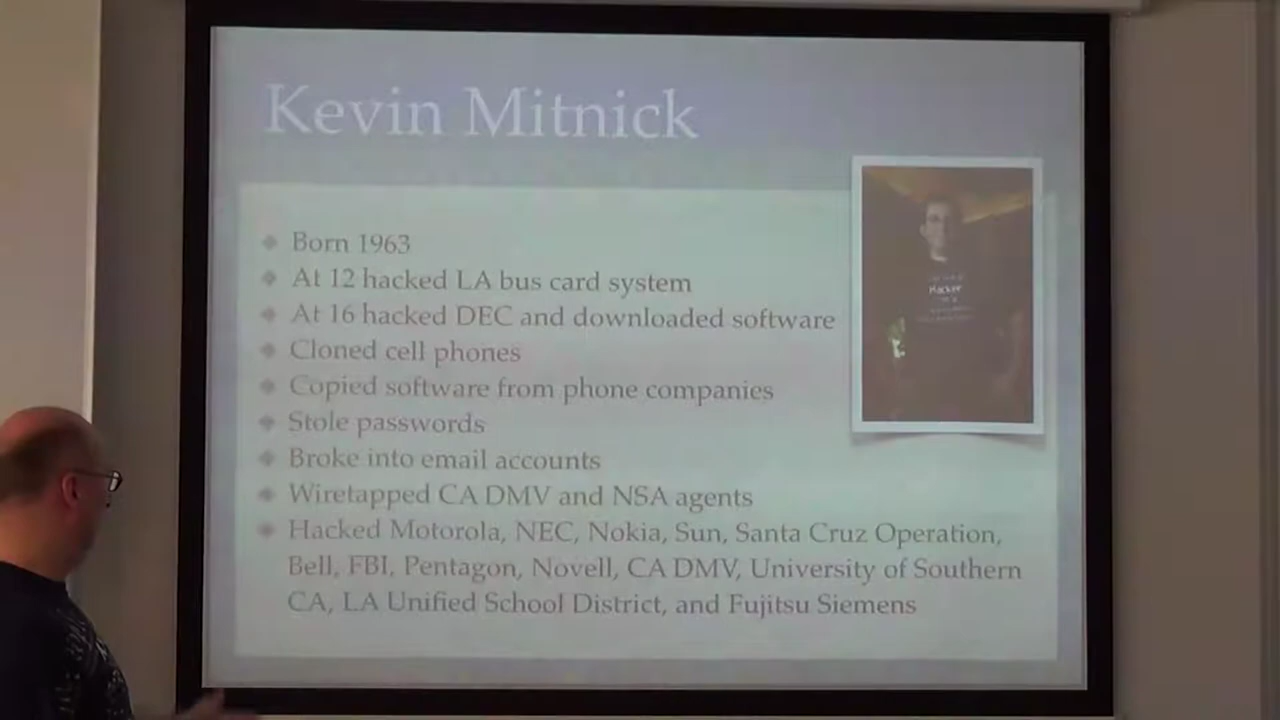 Kevin Mitnick
Born 1963
At 12 hacked LA bus card system
At 16 hacked DEC and downloaded software
Cloned cell phones
Copied software from phone companies
Stole passwords
Broke into email accounts
Wiretapped CA DMV and NSA agents
Hacked Motorola, NEC, Nokia, Sun, Santa Cruz Operation,
Bell, FBI, Pentagon, Novell, CA DMV, University of Southern
CA, LA Unified School District, and Fujitsu Siemens
Hacker